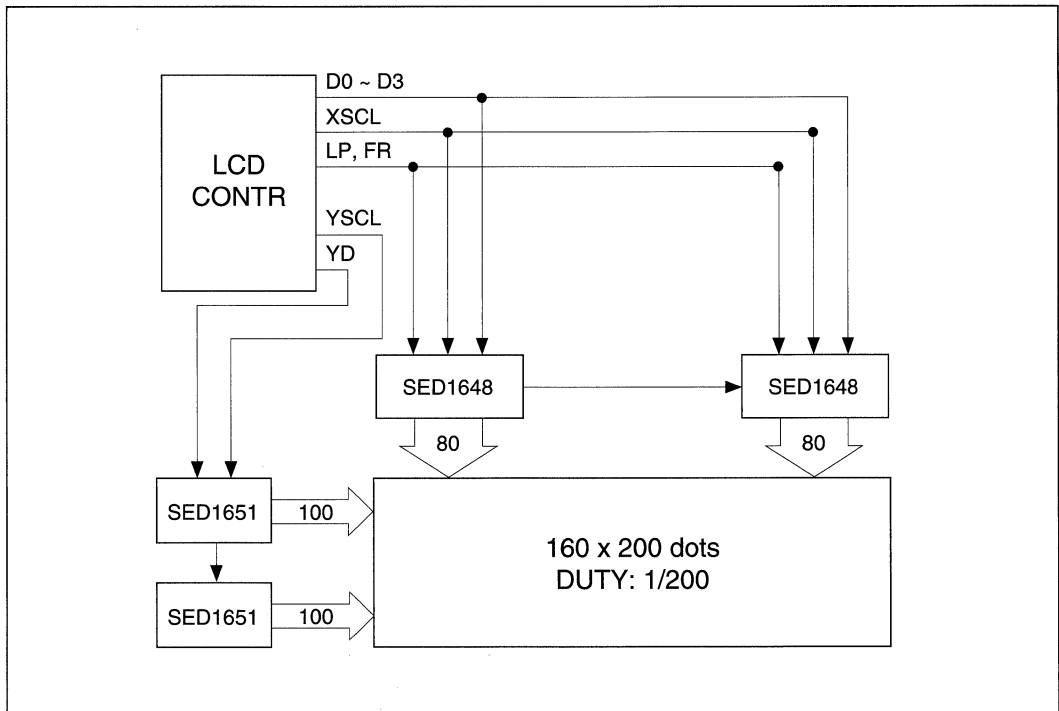 D0 ~ D3
XSCL
LP, FR
LCD
CONTR
YSCL
YD
SED1648
SED1648
80
80
SED1651
100
160 x 200 dots
DUTY: 1/200
SED1651
100